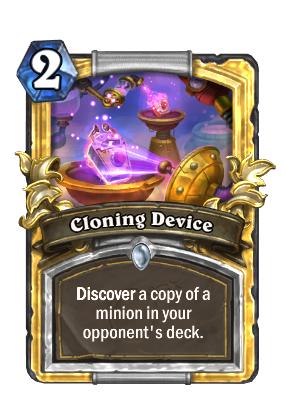 2
Cloning Device
Discover a copy of a
minion in your
opponent's deck.